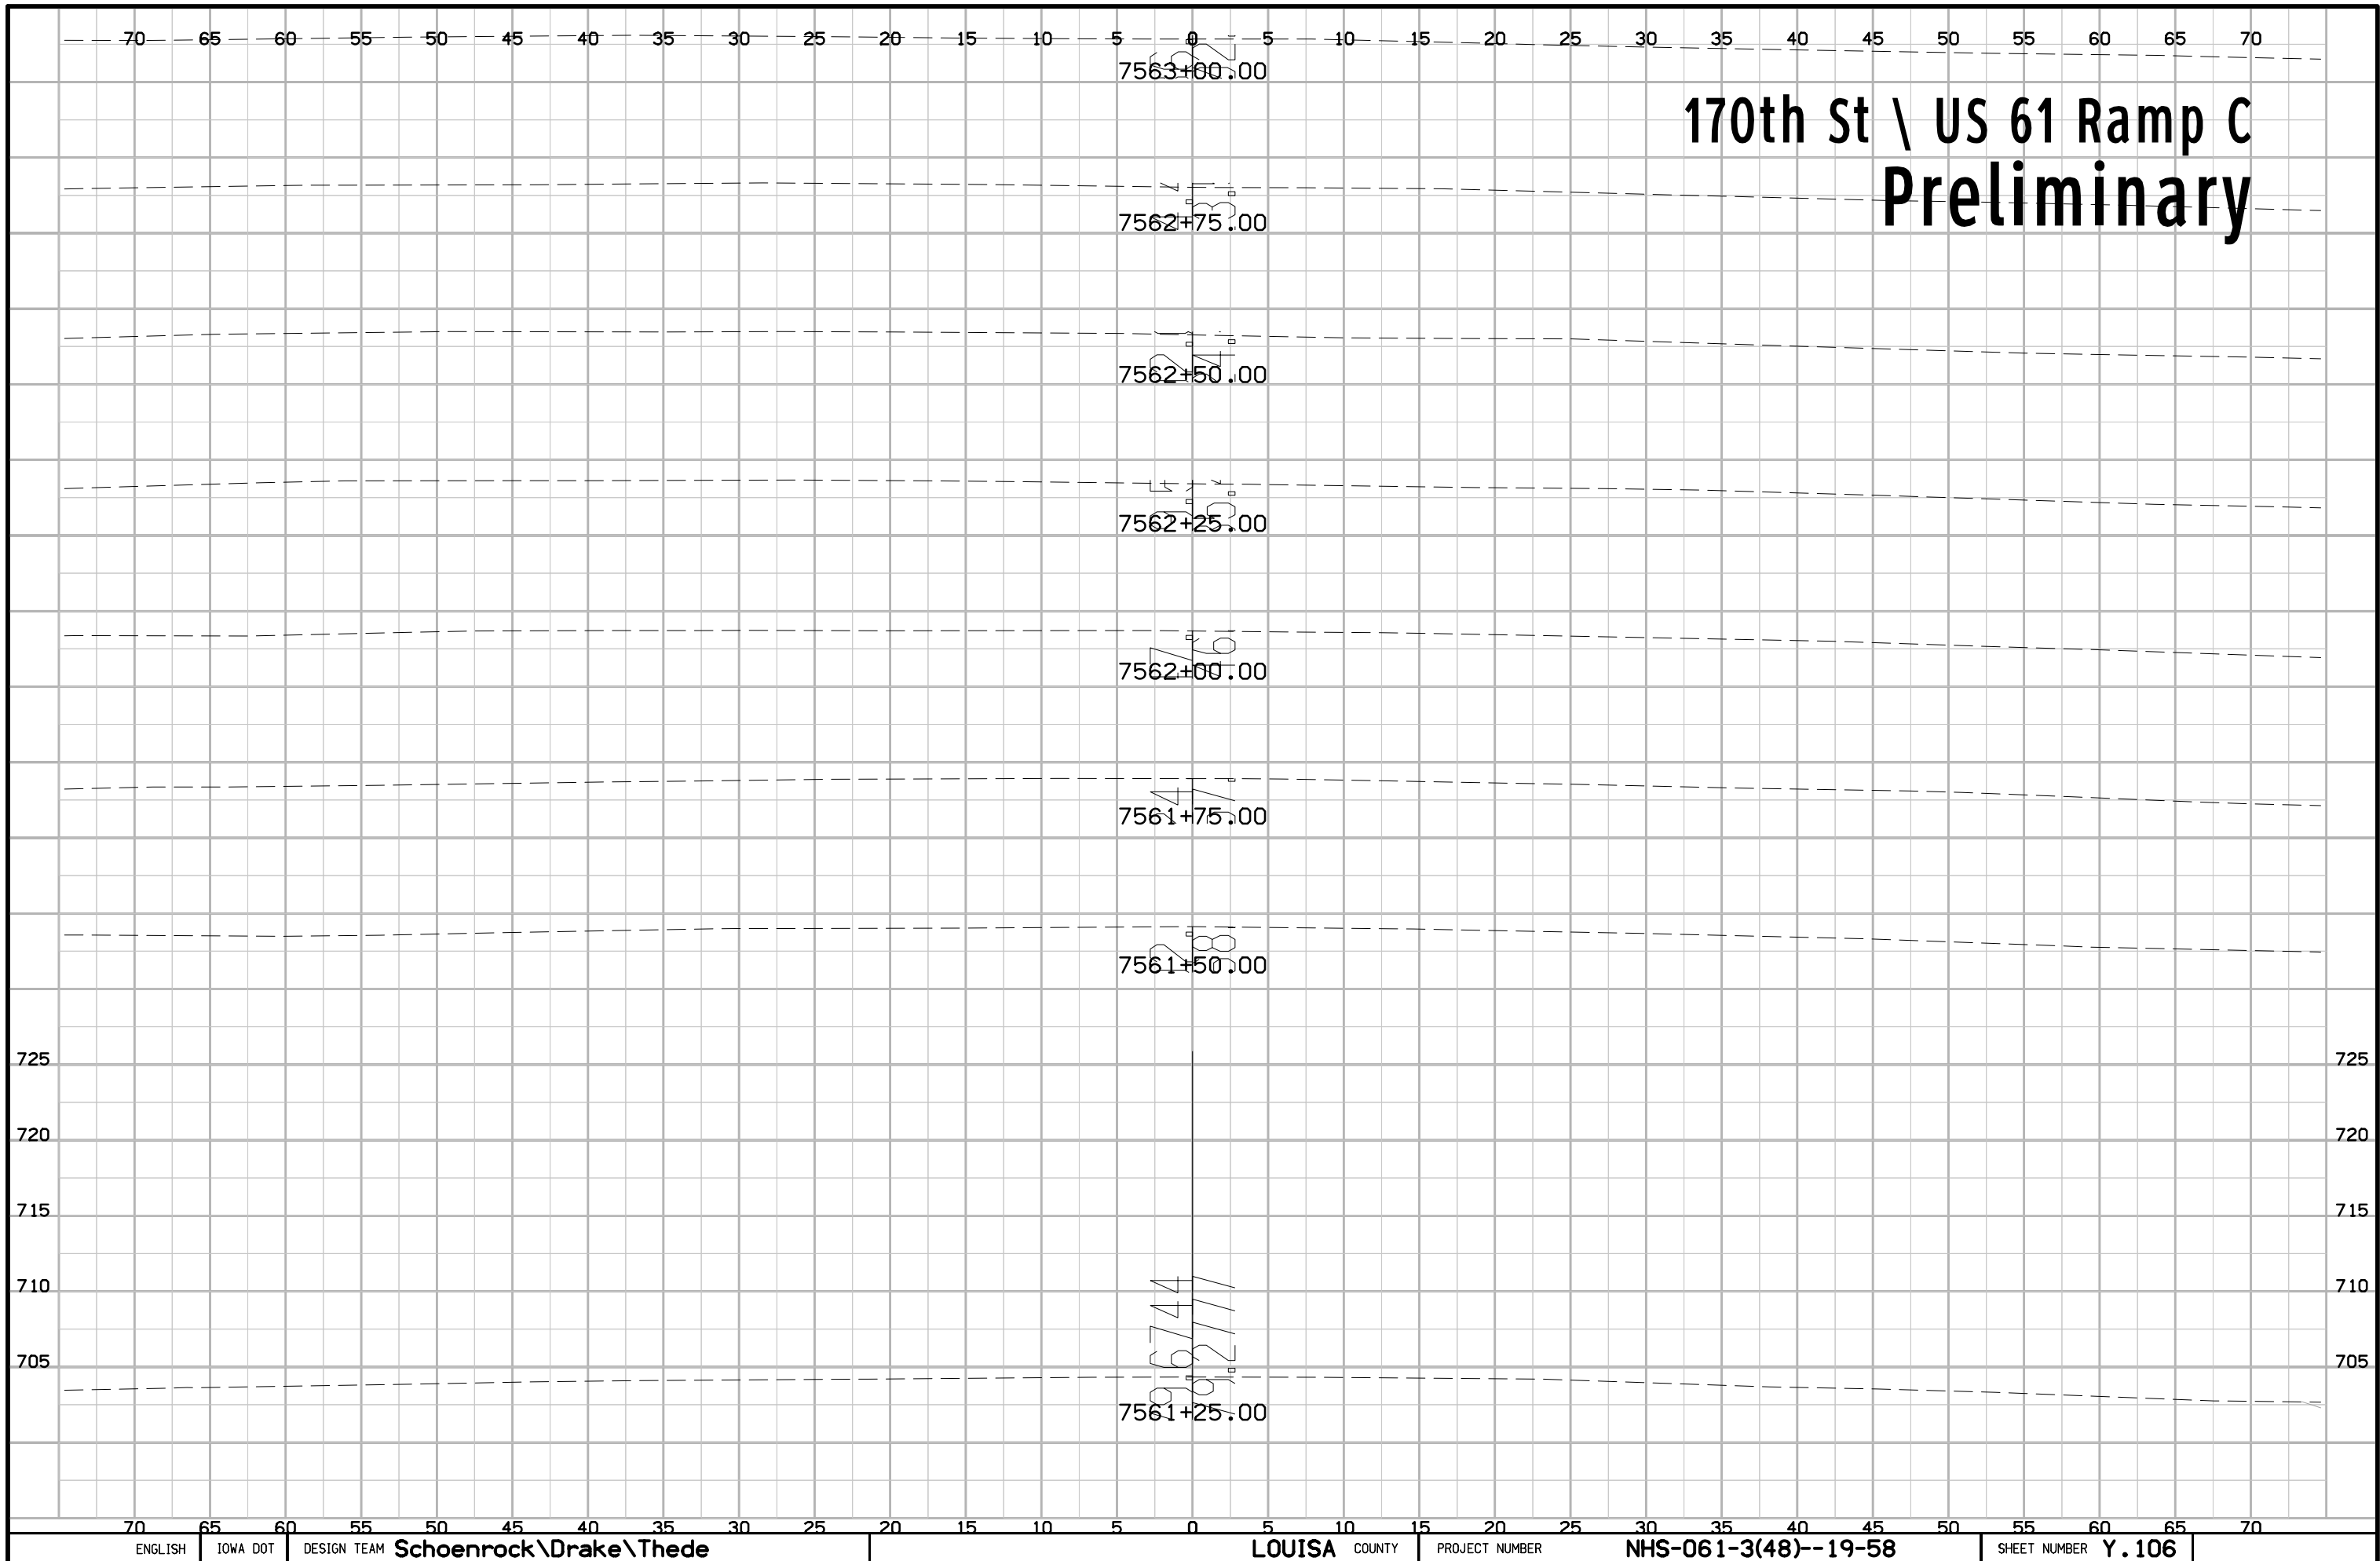 70 65 60 55 50 45 40 35 30 25 20 15 10 5 0 5 10 15 20 25 30 35 40 45 50 55 60 65 70
7563+00.00
170th St \ US 61 Ramp C
Preliminary
7562+75.00
7562+50.00
7562+25.00
7562+00.00
7561+75.00
7561+50.00
725 725
720 720
715 715
710 710
705 705
7561+25.00
70 65 60 55 50 45 40 35 30 25 20 15 10 5 0 5 10 15 20 25 30 35 40 45 50 55 60 65 70
ENGLISH IOWA DOT DESIGN TEAM Schoenrock\Drake\Thede LOUISA COUNTY PROJECT NUMBER NHS-061-3(48)--19-58 SHEET NUMBER Y.106